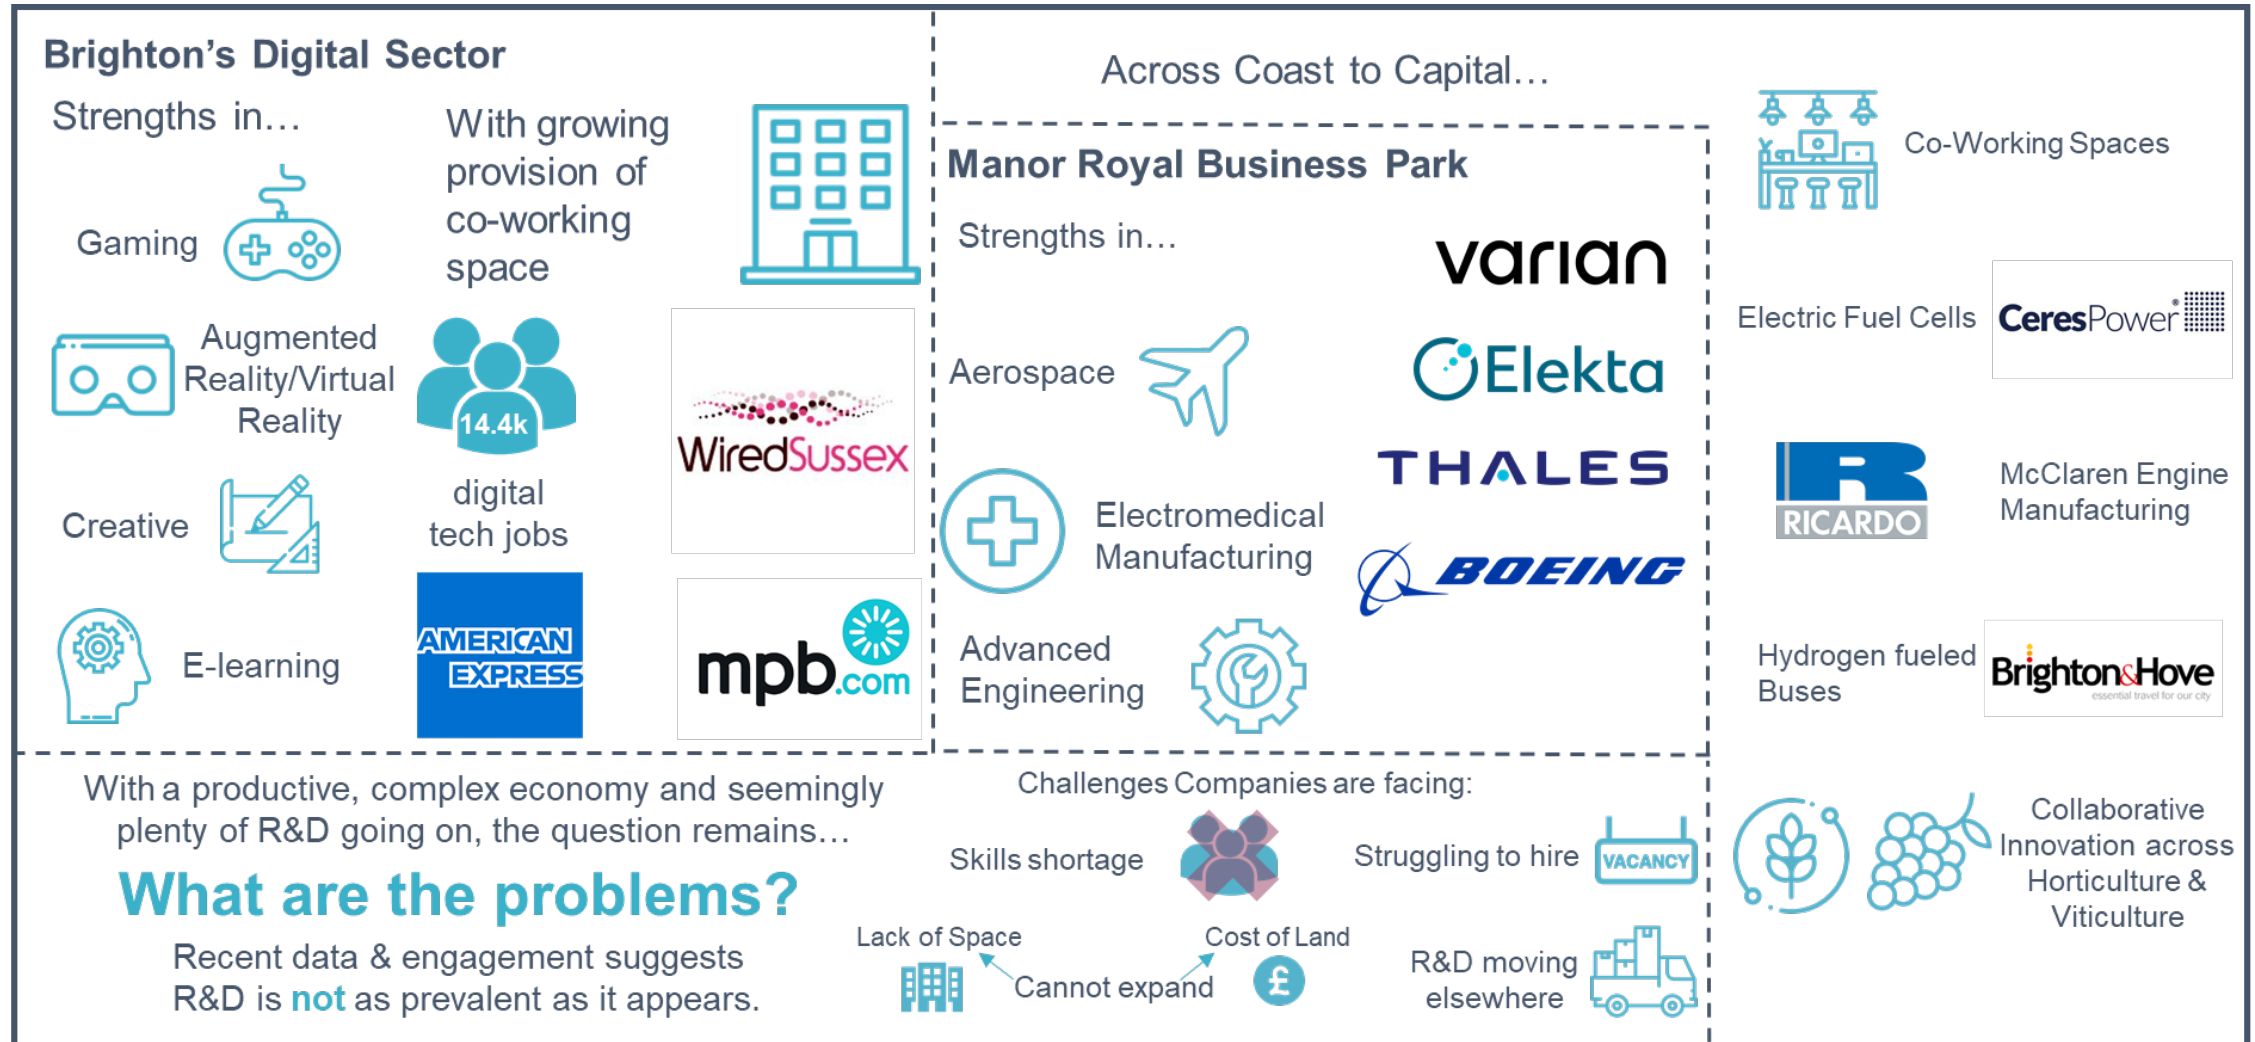 Brighton's Digital Sector
Strengths in…
Gaming
Augmented
Reality/Virtual
Reality
Creative
E-learning
With growing
provision of
co-working
space
14.4k
digital
tech jobs
WiredSussex
AMERICAN
EXPRESS
mpb.com
Across Coast to Capital…
Manor Royal Business Park
Strengths in…
Aerospace
Electromedical
Manufacturing
Advanced
Engineering
varian
Elekta
THALES
BOEING
Co-Working Spaces
Electric Fuel Cells
CeresPower®
RICARDO
McClaren Engine
Manufacturing
Hydrogen fueled
Buses
Brighton&Hove
essential travel for our city
Collaborative
Innovation across
Horticulture &
Viticulture
With a productive, complex economy and seemingly
plenty of R&D going on, the question remains…
What are the problems?
Recent data & engagement suggests
R&D is not as prevalent as it appears.
Challenges Companies are facing:
Skills shortage
Struggling to hire
VACANCY
Lack of Space
Cost of Land
Cannot expand
£
R&D moving
elsewhere